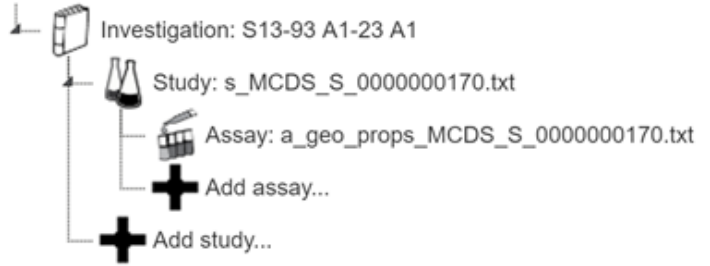 Investigation: S13-93 A1-23 A1
Study: s_MCDS_S_0000000170.txt
Assay: a_geo_props_MCDS_S_0000000170.txt
Add assay...
Add study...